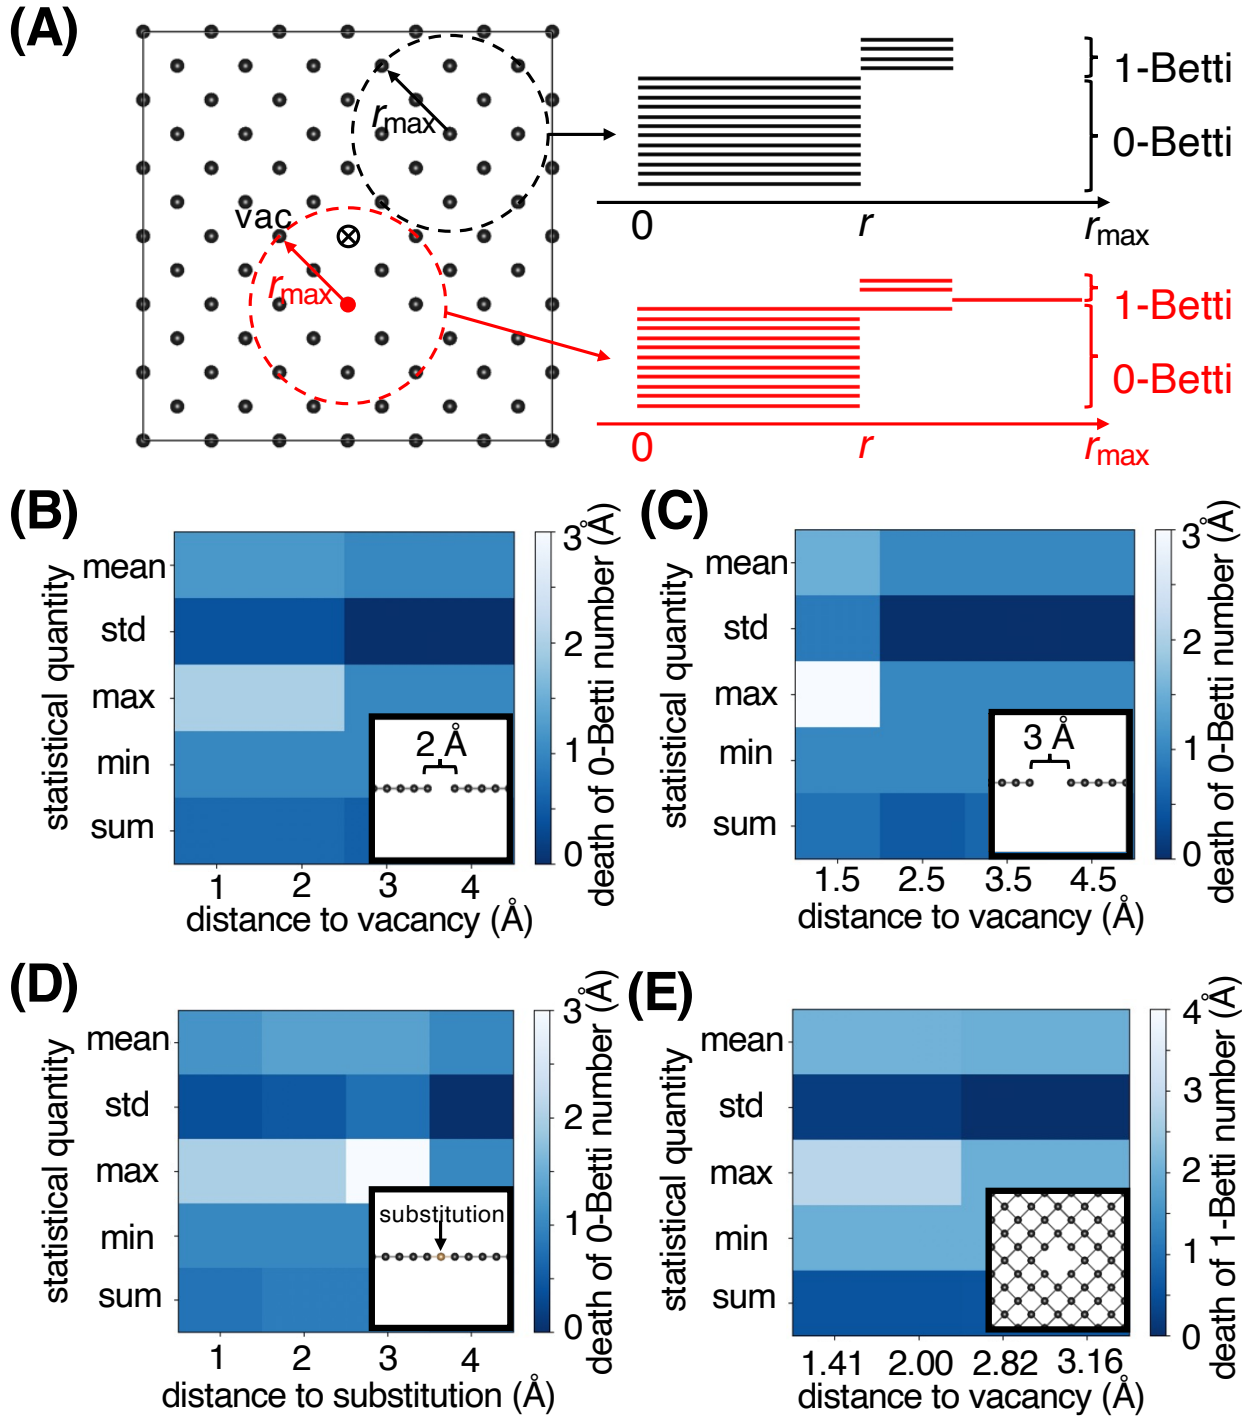 (A)
r max
vac
r max
1-Betti
0-Betti
0 r r max
1-Betti
0-Betti
0 r r max
(B)
statistical quantity
mean
std
max
min
sum
2 Å
1 2 3 4
distance to vacancy (Å)
3
2
1
0
death of 0-Betti number (Å)
(C)
statistical quantity
mean
std
max
min
sum
3 Å
1.5 2.5 3.5 4.5
distance to vacancy (Å)
3
2
1
0
death of 0-Betti number (Å)
(D)
statistical quantity
mean
std
max
min
sum
substitution
1 2 3 4
distance to substitution (Å)
3
2
1
0
death of 0-Betti number (Å)
(E)
statistical quantity
mean
std
max
min
sum
1.41 2.00 2.82 3.16
distance to vacancy (Å)
4
3
2
1
0
death of 1-Betti number (Å)